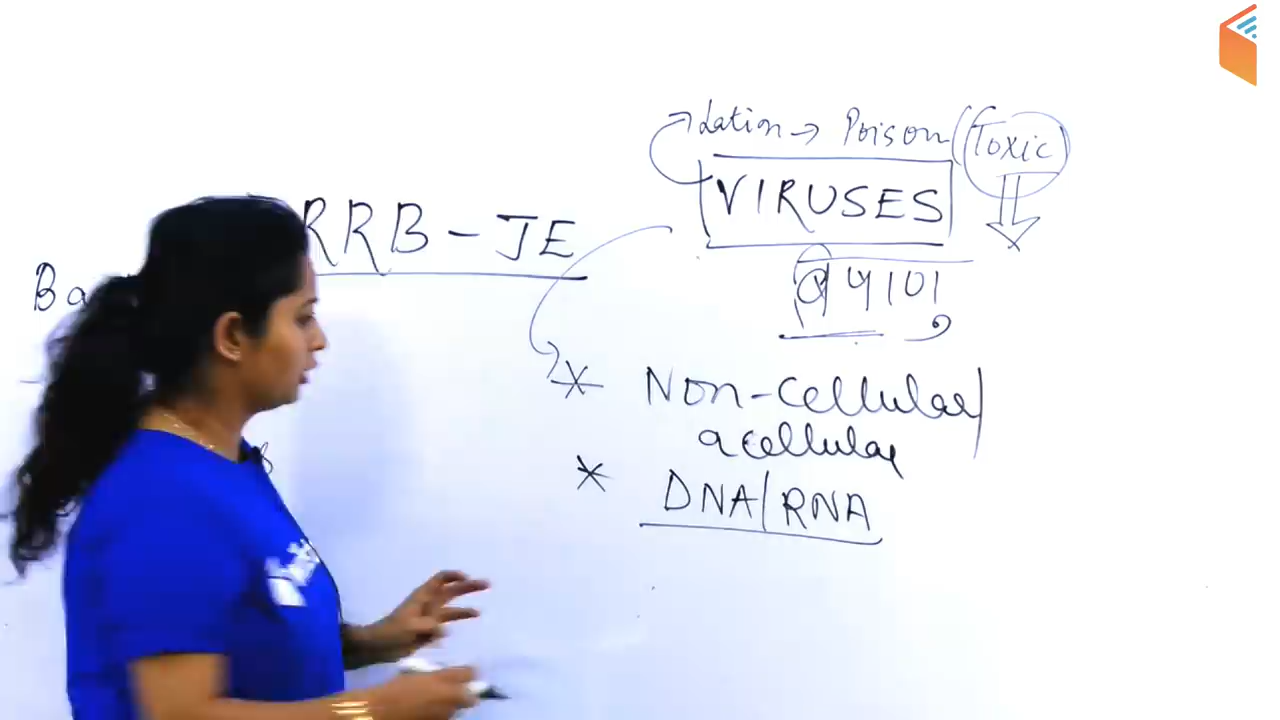 Lation → Poison (Toxic)
VIRUSES
RRB - JE
Ba
* Non-cellular/
acellular
* DNA/RNA